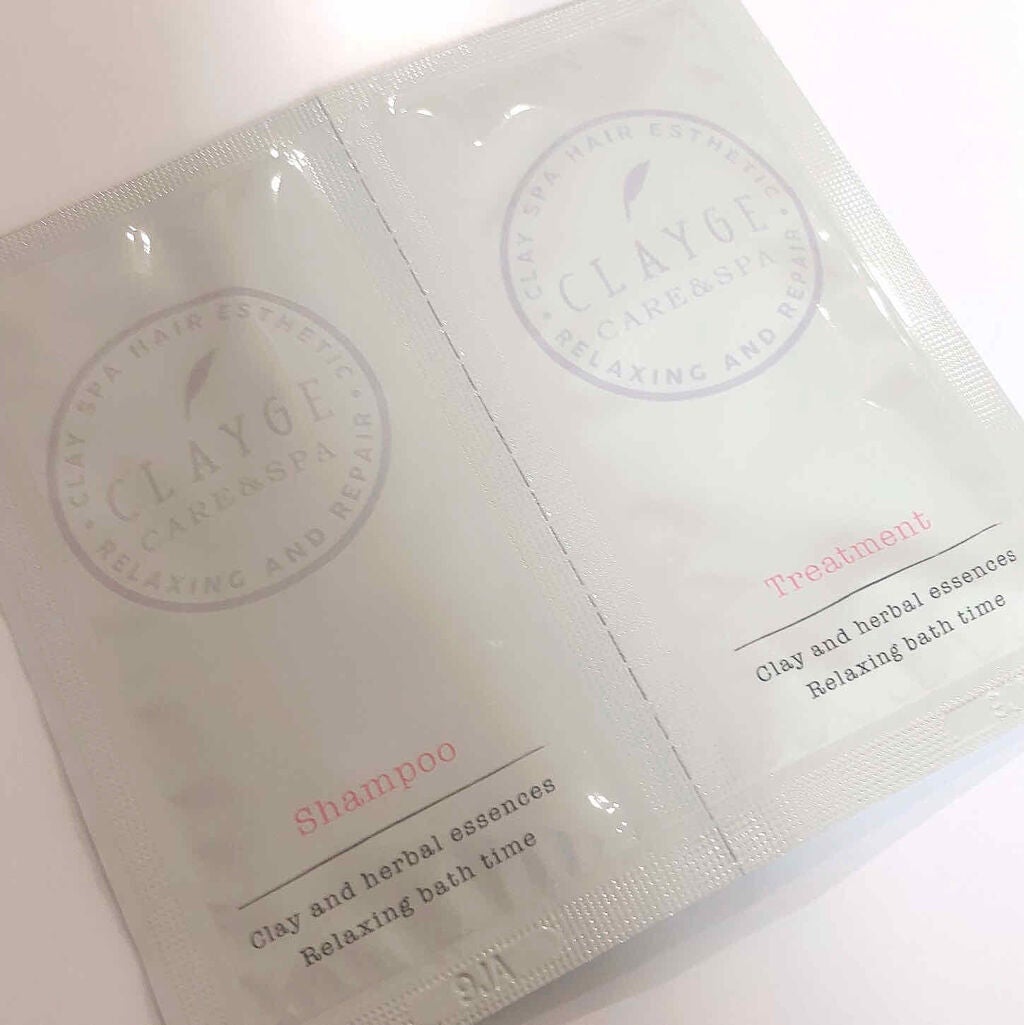 CLAY SPA HAIR ESTHETIC
CLAYGE
CARE&SPA
RELAXING AND REPAIR
Shampoo
Clay and herbal essences
Relaxing bath time
CLAY SPA HAIR ESTHETIC
CLAYGE
CARE&SPA
RELAXING AND REPAIR
Treatment
Clay and herbal essences
Relaxing bath time